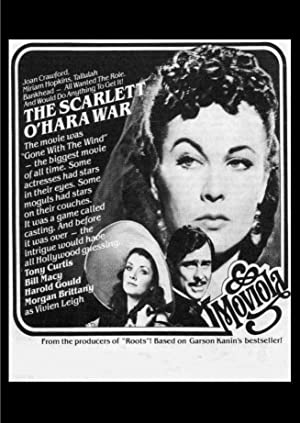 Joan Crawford,
Miriam Hopkins, Tallulah
Bankhead — All Wanted The Role.
And Would Do Anything To Get It!
THE SCARLETT
O'HARA WAR
The movie was
"Gone With The Wind"
— the biggest movie
of all time. Some
actresses had stars
in their eyes. Some
moguls had stars
on their couches.
It was a game called
casting. And before
it was over — the
intrigue would have
all Hollywood guessing.
Tony Curtis
Bill Macy
Harold Gould
Morgan Brittany
as Vivien Leigh
Moviola
From the producers of "Roots"! Based on Garson Kanin's bestseller!